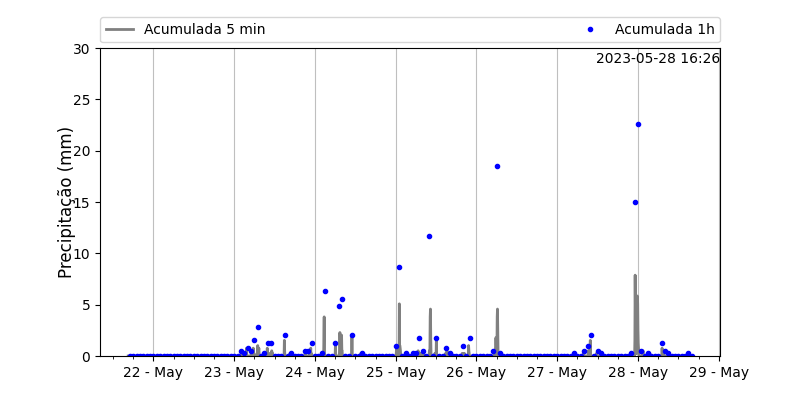 Acumulada 5 min
Acumulada 1h
2023-05-28 16:26
Precipitação (mm)
30
25
20
15
10
5
0
22 - May
23 - May
24 - May
25 - May
26 - May
27 - May
28 - May
29 - May